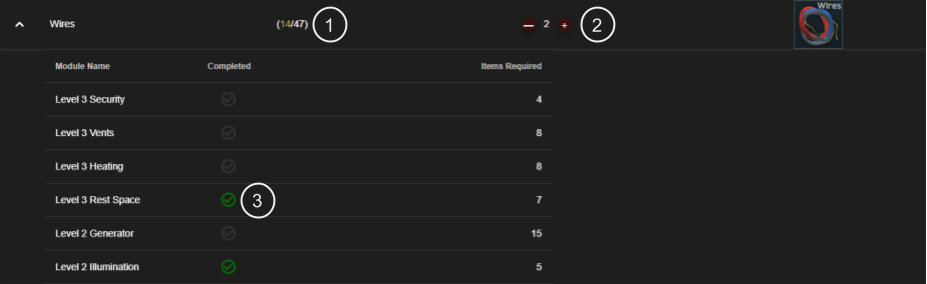 Wires (14/47) 1 — 2 + 2 Wires
Module Name Completed Items Required
Level 3 Security 4
Level 3 Vents 8
Level 3 Heating 8
Level 3 Rest Space 3 7
Level 2 Generator 15
Level 2 Illumination 5